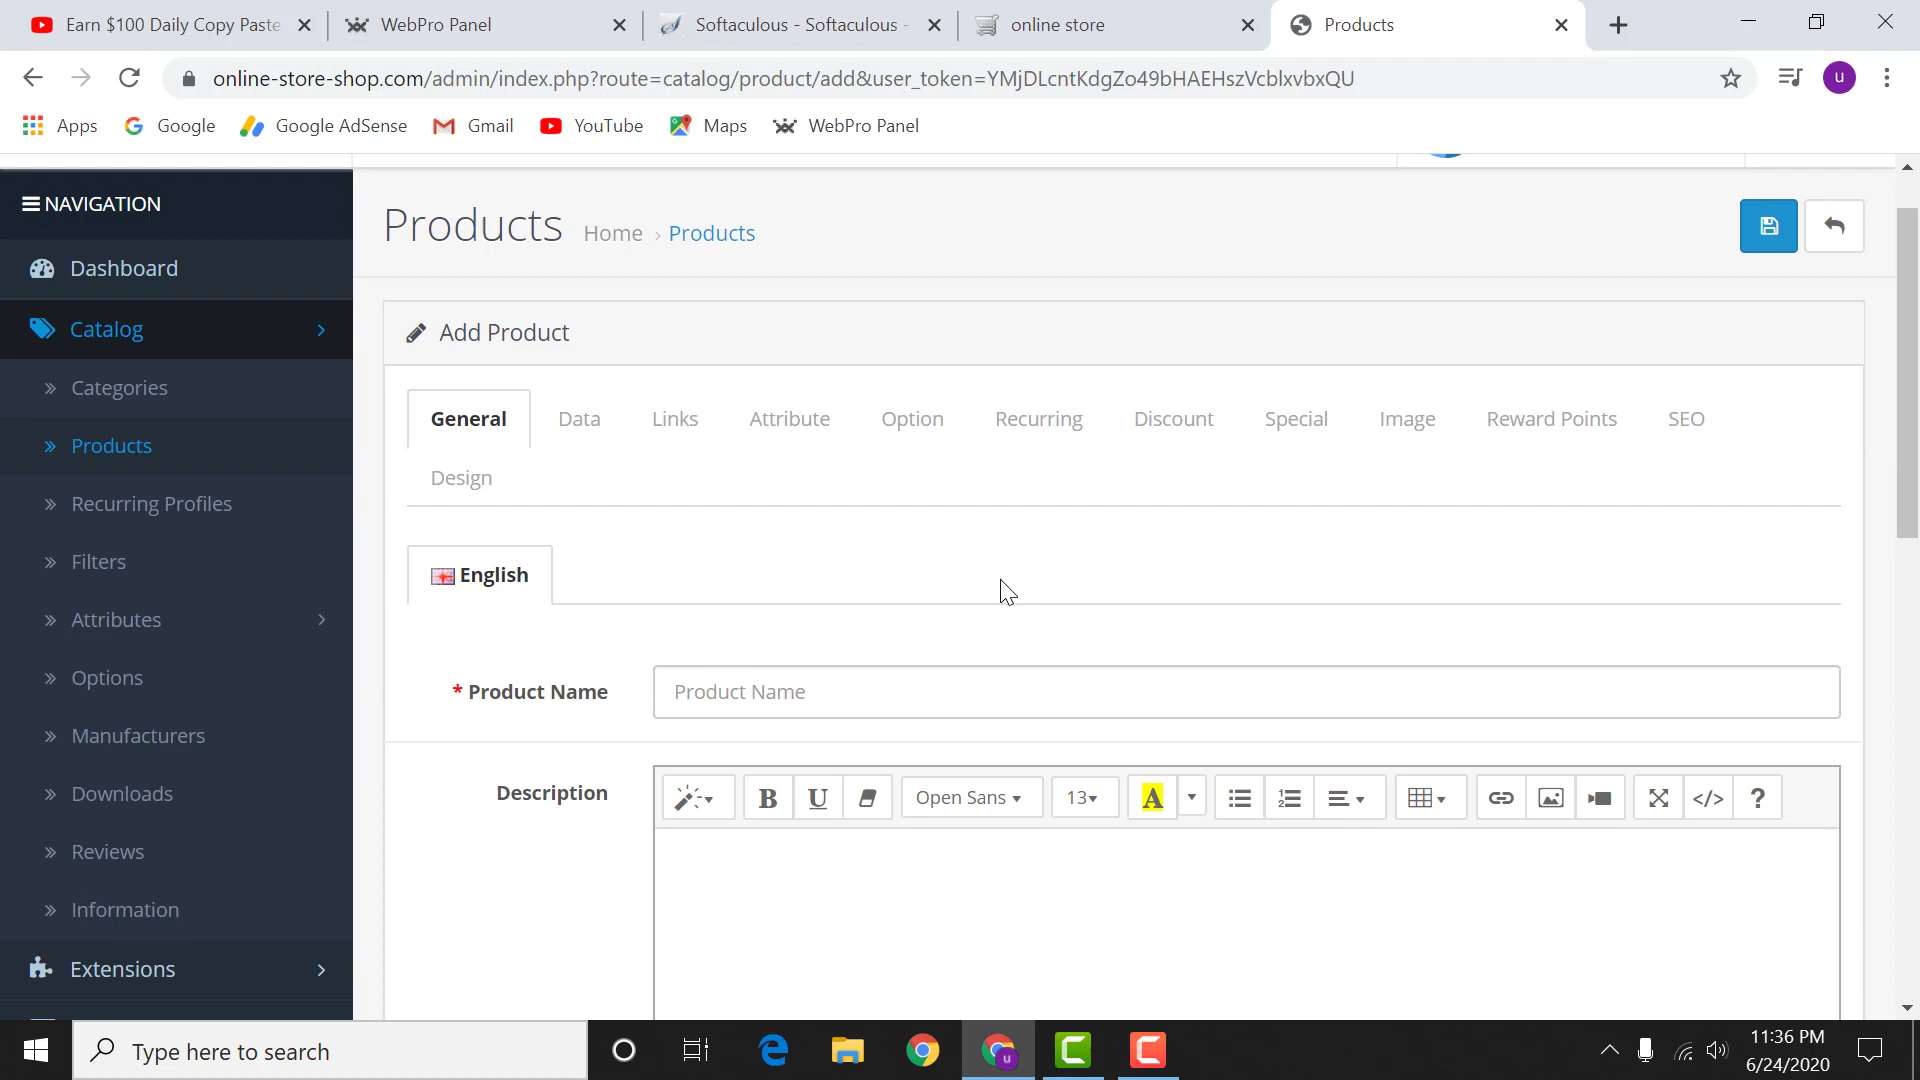 Earn $100 Daily Copy Paste
WebPro Panel
Softaculous - Softaculous -
online store
Products
online-store-shop.com/admin/index.php?route=catalog/product/add&user_token=YMjDLcntKdgZo49bHAEHszVcblxvbxQU
u
Apps
Google
Google AdSense
Gmail
YouTube
Maps
WebPro Panel
NAVIGATION
Dashboard
Catalog
Categories
Products
Recurring Profiles
Filters
Attributes
Options
Manufacturers
Downloads
Reviews
Information
Extensions
Products
Home › Products
Add Product
General
Data
Links
Attribute
Option
Recurring
Discount
Special
Image
Reward Points
SEO
Design
English
* Product Name
Product Name
Description
B
U
Open Sans
13
A
</>
?
Type here to search
u
11:36 PM
6/24/2020